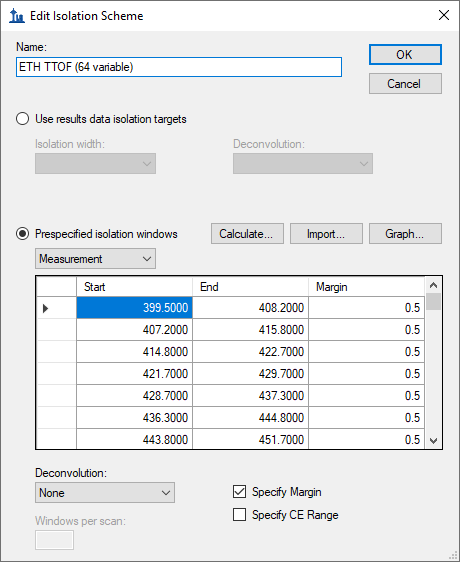 Edit Isolation Scheme
Name:
ETH TTOF (64 variable)
OK
Cancel
Use results data isolation targets
Isolation width:
Deconvolution:
Prespecified isolation windows
Calculate...
Import...
Graph...
Measurement
Start End Margin
399.5000 408.2000 0.5
407.2000 415.8000 0.5
414.8000 422.7000 0.5
421.7000 429.7000 0.5
428.7000 437.3000 0.5
436.3000 444.8000 0.5
443.8000 451.7000 0.5
Deconvolution:
None
Specify Margin
Windows per scan:
Specify CE Range